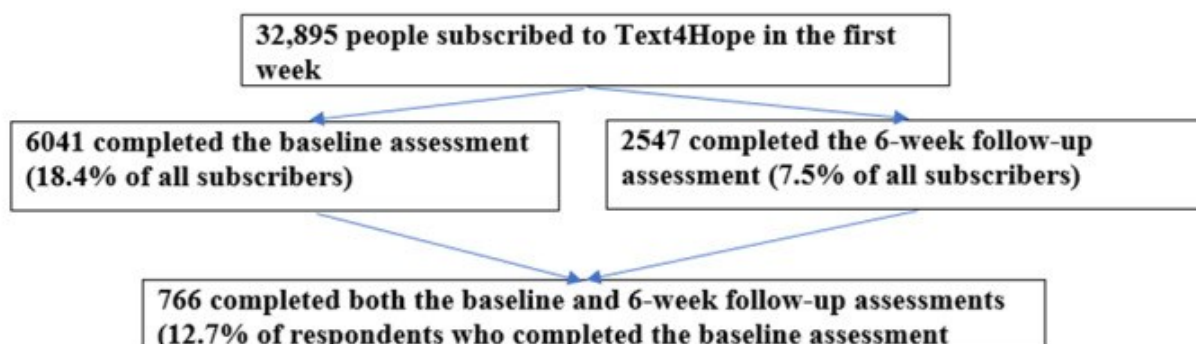 32,895 people subscribed to Text4Hope in the first
week
6041 completed the baseline assessment
(18.4% of all subscribers)
2547 completed the 6-week follow-up
assessment (7.5% of all subscribers)
766 completed both the baseline and 6-week follow-up assessments
(12.7% of respondents who completed the baseline assessment